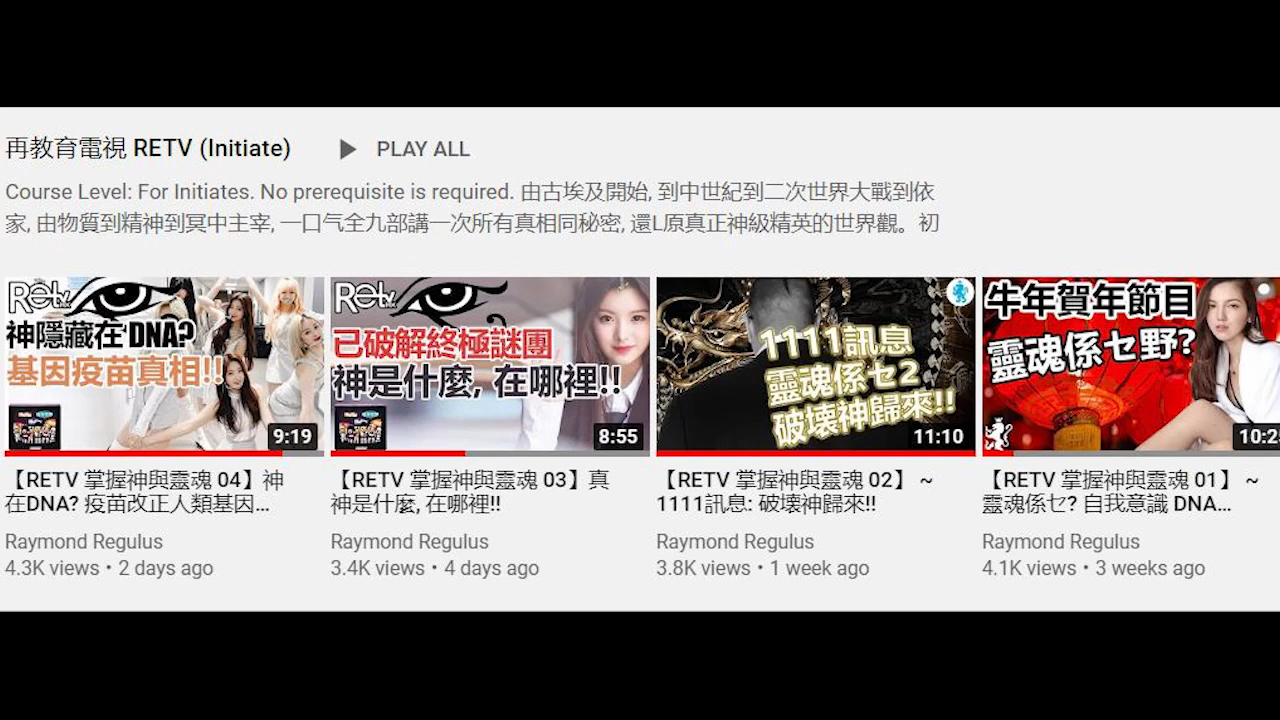 再教育電視 RETV (Initiate)
PLAY ALL
Course Level: For Initiates. No prerequisite is required. 由古埃及開始, 到中世紀到二次世界大戰到依
家, 由物質到精神到冥中主宰, 一口气全九部講一次所有真相同秘密, 還L原真正神級精英的世界觀。初
RETV
神隱藏在DNA?
基因疫苗真相!!
9:19
【RETV 掌握神與靈魂 04】神
在DNA? 疫苗改正人類基因...
Raymond Regulus
4.3K views • 2 days ago
RETV
已破解終極謎團
神是什麼, 在哪裡!!
8:55
【RETV 掌握神與靈魂 03】真
神是什麼, 在哪裡!!
Raymond Regulus
3.4K views • 4 days ago
1111訊息
靈魂係セ2
破坏神歸來!!
11:10
【RETV 掌握神與靈魂 02】 ~
1111訊息: 破壊神歸來!!
Raymond Regulus
3.8K views • 1 week ago
牛年賀年節目
靈魂係セ野?
10:2
【RETV 掌握神與靈魂 01】 ~
靈魂係セ? 自我意識 DNA...
Raymond Regulus
4.1K views • 3 weeks ago